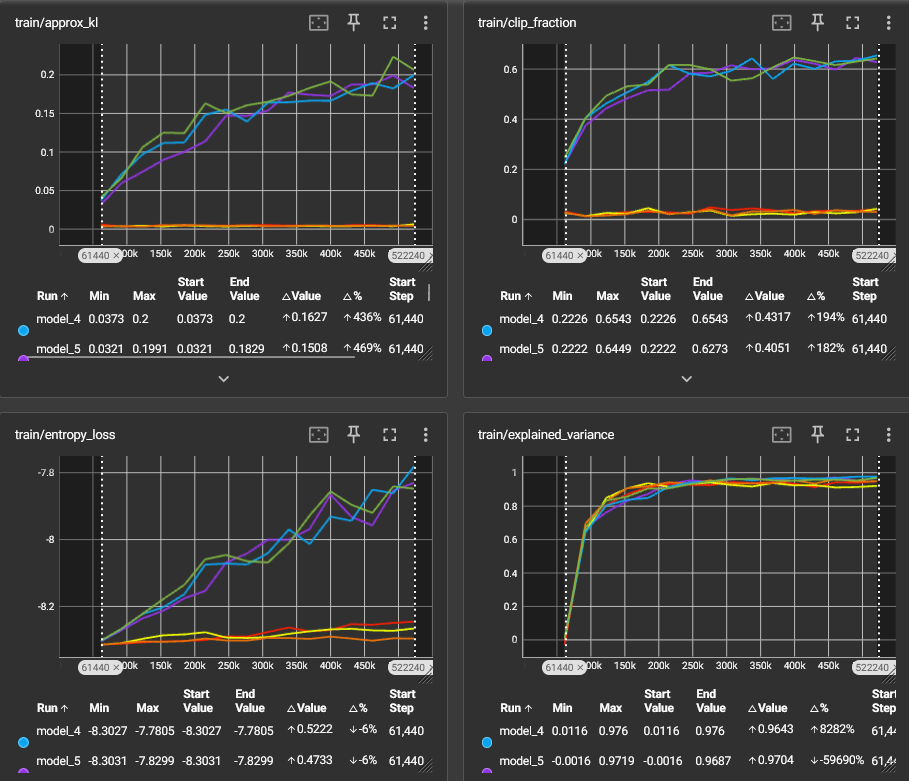 train/approx_kl
0.2
0.15
0.1
0.05
0
61440 × 00k 150k 200k 250k 300k 350k 400k 450k 522240 ×
Run ↑ Min Max Start Value End Value △Value △% Start Step
model_4 0.0373 0.2 0.0373 0.2 ↑0.1627 ↑436% 61,440
model_5 0.0321 0.1991 0.0321 0.1829 ↑0.1508 ↑469% 61,440
train/clip_fraction
0.6
0.4
0.2
0
61440 × 00k 150k 200k 250k 300k 350k 400k 450k 522240 ×
Run ↑ Min Max Start Value End Value △Value △% Start Step
model_4 0.2226 0.6543 0.2226 0.6543 ↑0.4317 ↑194% 61,440
model_5 0.2222 0.6449 0.2222 0.6273 ↑0.4051 ↑182% 61,440
train/entropy_loss
-7.8
-8
-8.2
61440 × 00k 150k 200k 250k 300k 350k 400k 450k 522240 ×
Run ↑ Min Max Start Value End Value △Value △% Start Step
model_4 -8.3027 -7.7805 -8.3027 -7.7805 ↑0.5222 ↓-6% 61,440
model_5 -8.3031 -7.8299 -8.3031 -7.8299 ↑0.4733 ↓-6% 61,440
train/explained_variance
1
0.8
0.6
0.4
0.2
0
61440 × 00k 150k 200k 250k 300k 350k 400k 450k 522240 ×
Run ↑ Min Max Start Value End Value △Value △% Start Step
model_4 0.0116 0.976 0.0116 0.976 ↑0.9643 ↑8282% 61,44
model_5 -0.0016 0.9719 -0.0016 0.9687 ↑0.9704 ↓-59690% 61,44